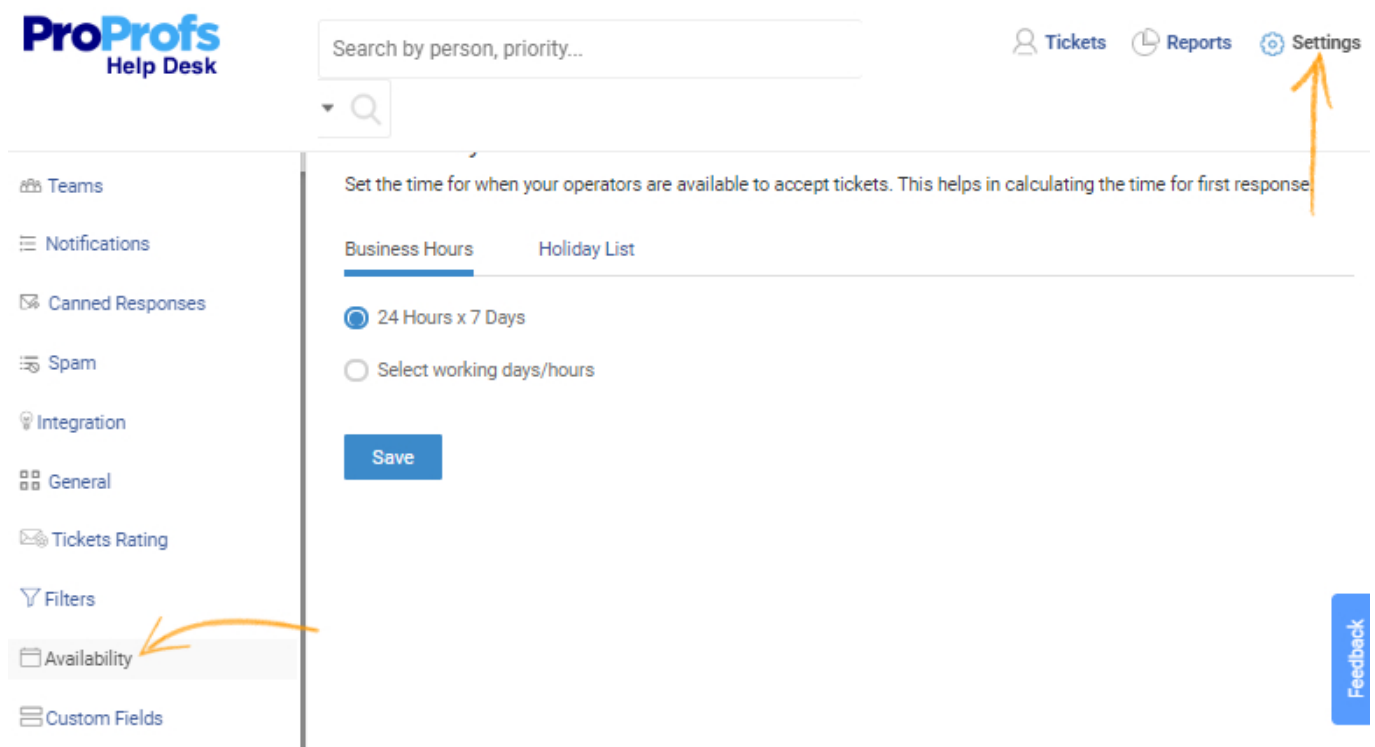 ProProfs
Help Desk
Search by person, priority...
Tickets
Reports
Settings
Teams
Notifications
Canned Responses
Spam
Integration
General
Tickets Rating
Filters
Availability
Custom Fields
Set the time for when your operators are available to accept tickets. This helps in calculating the time for first response.
Business Hours
Holiday List
24 Hours x 7 Days
Select working days/hours
Save
Feedback